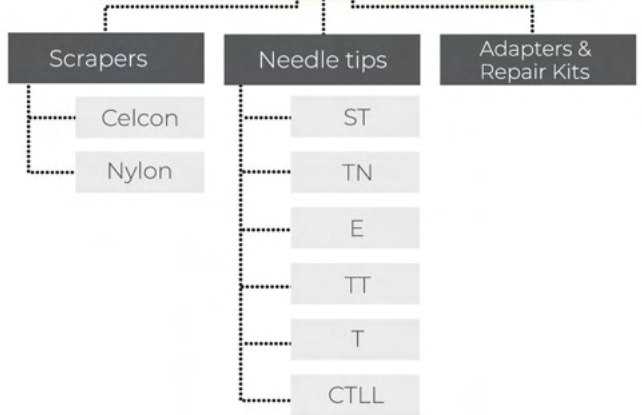 Scrapers
Celcon
Nylon
Needle tips
ST
TN
E
TT
T
CTLL
Adapters &
Repair Kits